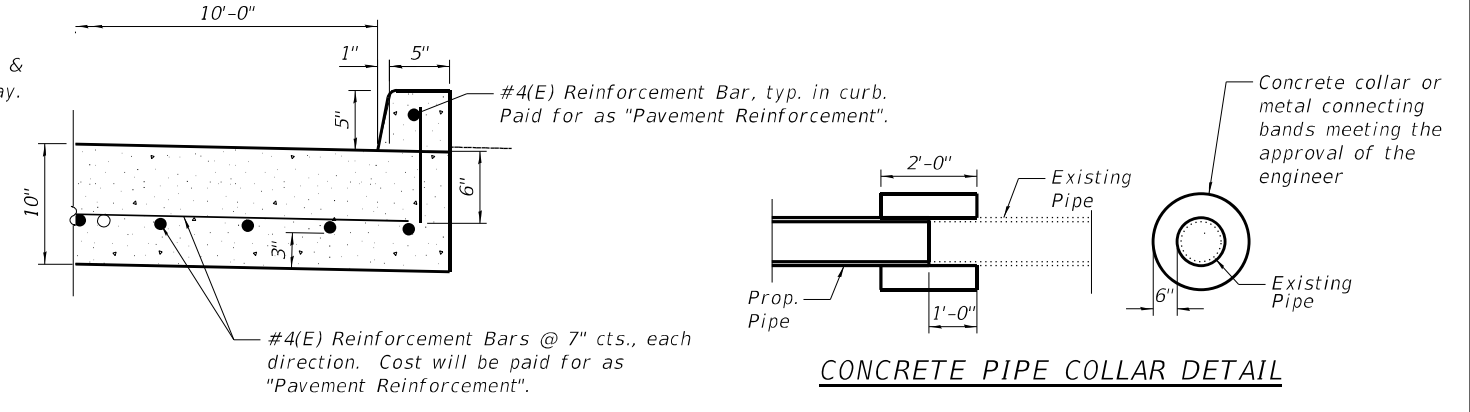 10'-0"
&
ay.
1"
5"
#4(E) Reinforcement Bar, typ. in curb.
Paid for as "Pavement Reinforcement".
5"
10"
6"
3"
#4(E) Reinforcement Bars @ 7" cts., each
direction. Cost will be paid for as
"Pavement Reinforcement".
2'-0"
Existing
Pipe
Prop.
Pipe
1'-0"
Concrete collar or
metal connecting
bands meeting the
approval of the
engineer
6"
Existing
Pipe
CONCRETE PIPE COLLAR DETAIL